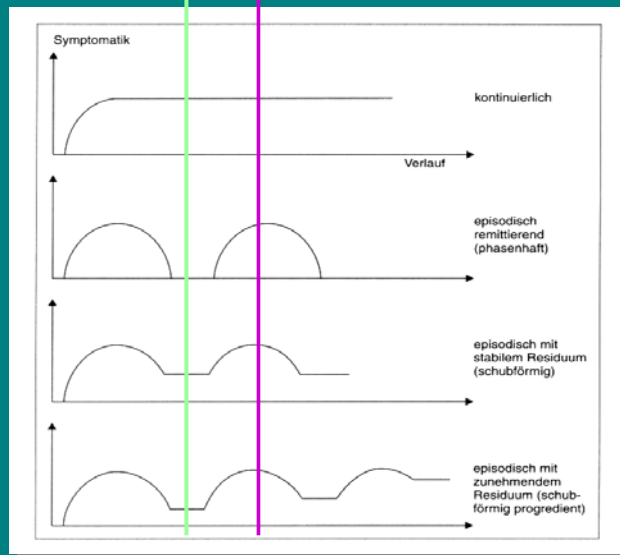 Symptomatik
kontinuierlich
Verlauf
episodisch
remittierend
(phasenhaft)
episodisch mit
stabilem Residuum
(schubförmig)
episodisch mit
zunehmendem
Residuum (schub-
förmig progredient)